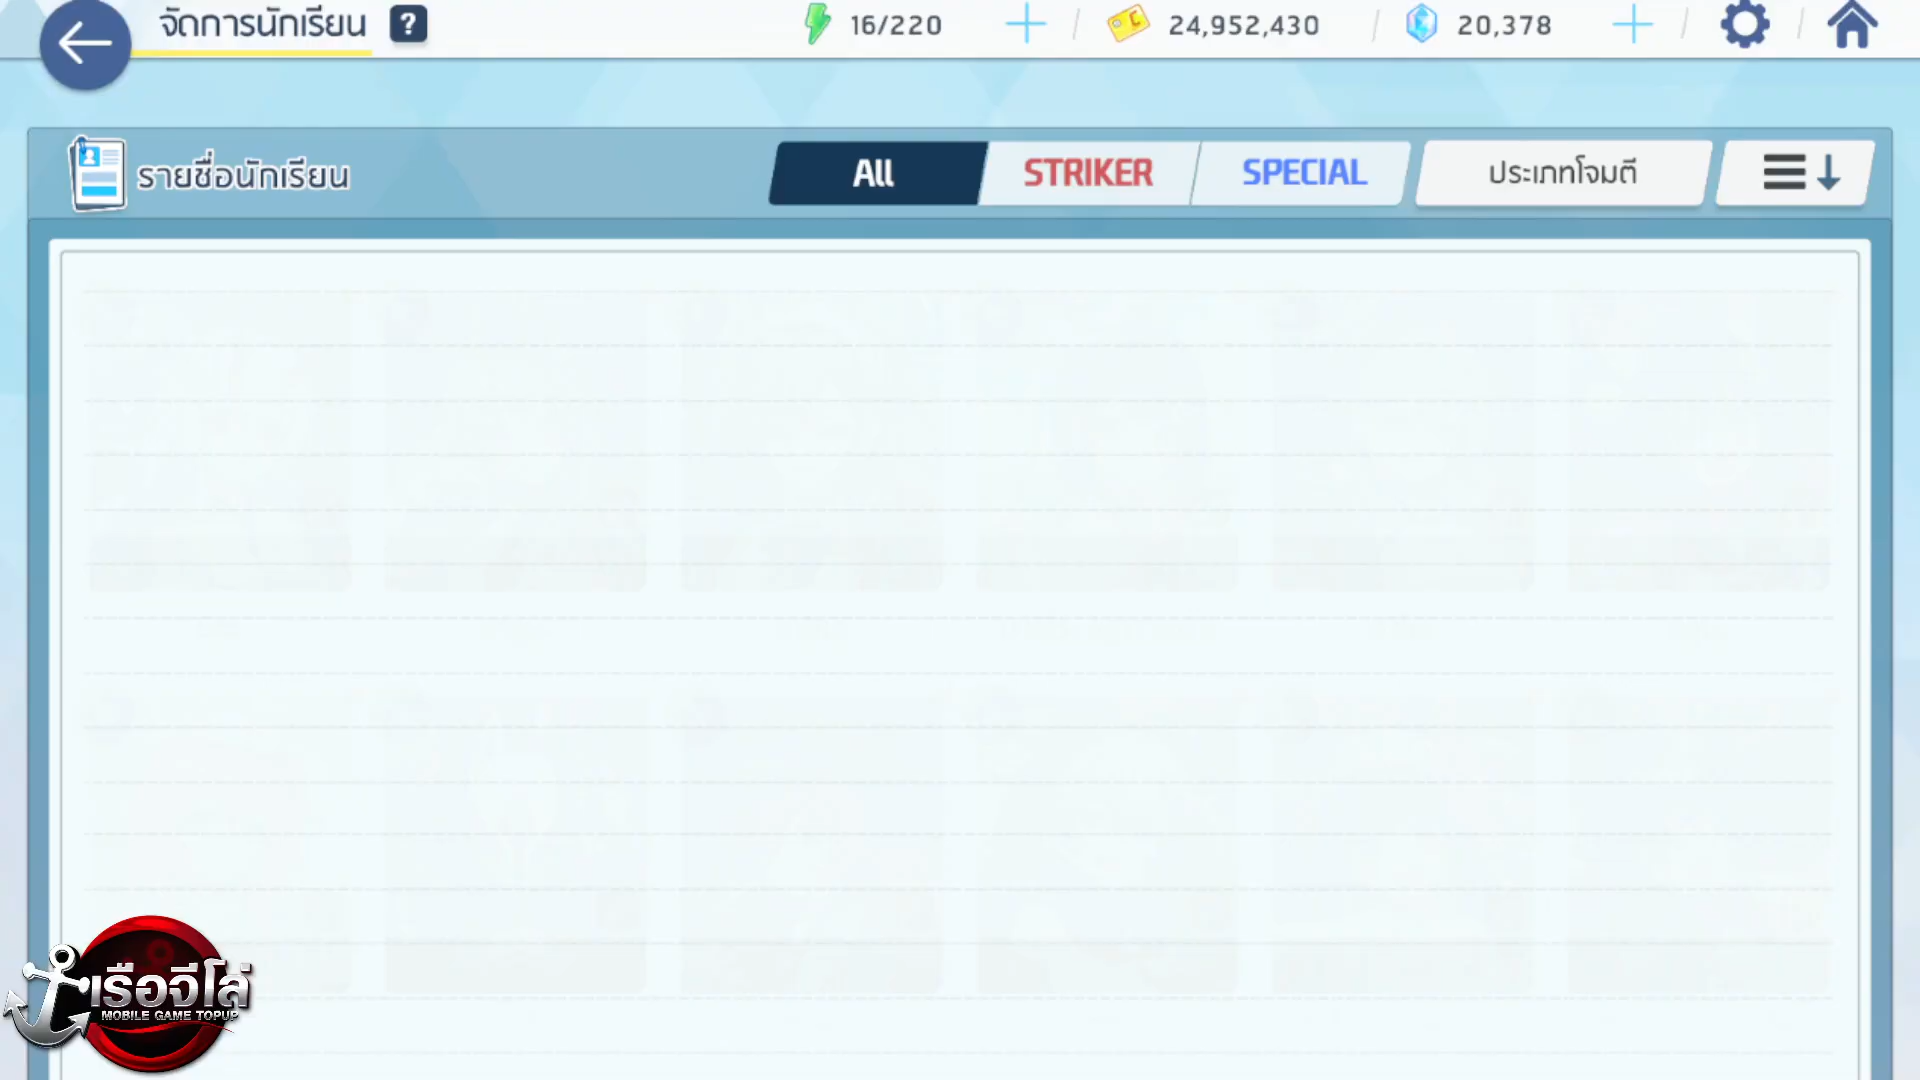 จัดการนักเรียน ?
16/220
24,952,430
20,378
รายชื่อนักเรียน
All
STRIKER
SPECIAL
ประเภทโจมตี
เรือจีโล่
MOBILE GAME TOPUP